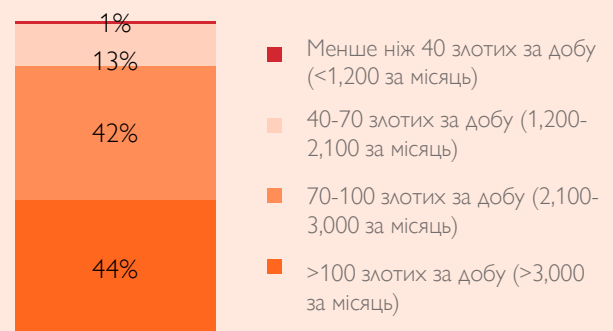 1%
13%
42%
44%
Менше ніж 40 злотих за добу
(<1,200 за місяць)
40-70 злотих за добу (1,200-
2,100 за місяць)
70-100 злотих за добу (2,100-
3,000 за місяць)
>100 злотих за добу (>3,000
за місяць)